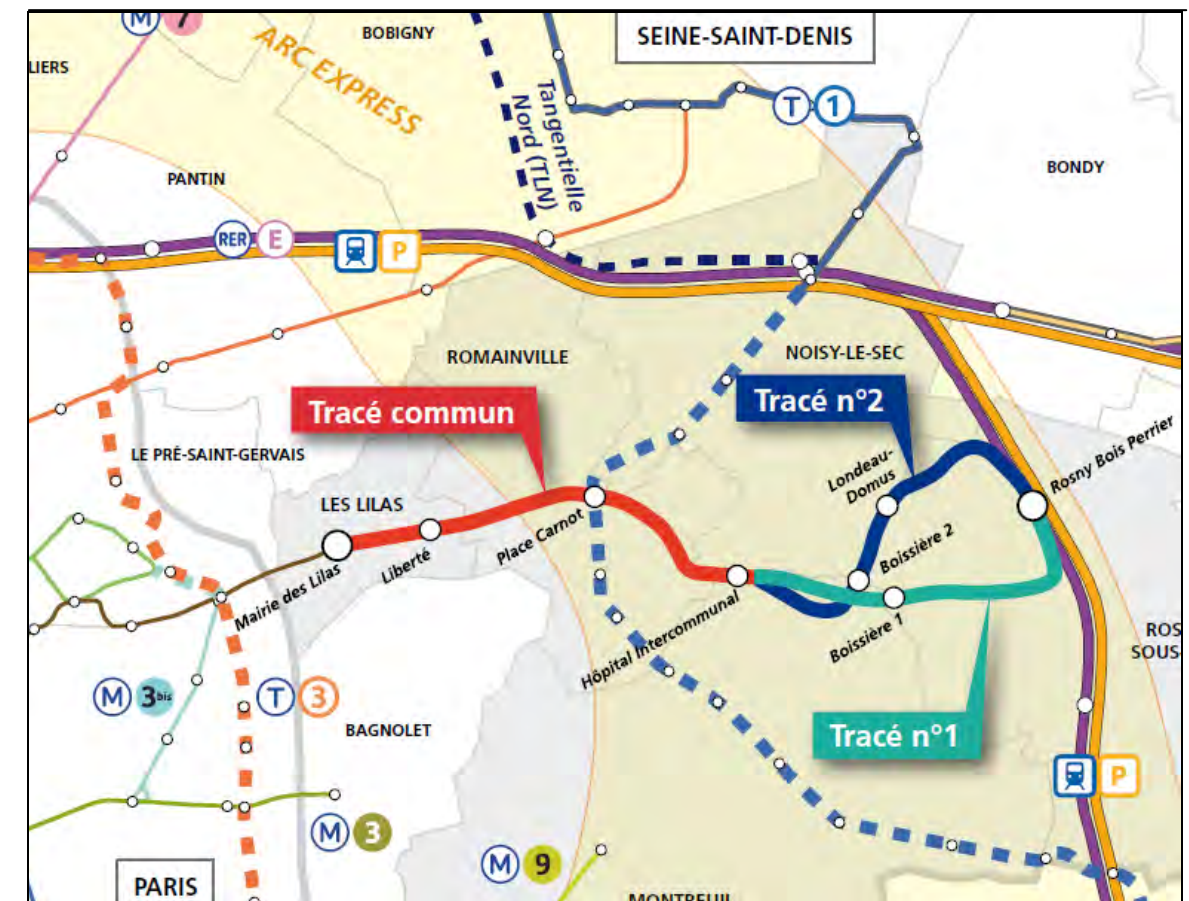 M 7
BOBIGNY
SEINE-SAINT-DENIS
LIERS
ARC EXPRESS
Tangentielle
Nord (TLN)
T 1
BONDY
PANTIN
RER E
P
ROMAINVILLE
NOISY-LE-SEC
Tracé commun
Tracé n°2
LE PRÉ-SAINT-GERVAIS
Londeau-
Domus
Rosny Bois Perrier
LES LILAS
Place Carnot
Liberté
Mairie des Lilas
Boissière 2
Hôpital Intercommunal
Boissière 1
ROS
SOUS-
M 3bis
T 3
BAGNOLET
Tracé n°1
P
M 3
M 9
PARIS
MONTREUIL